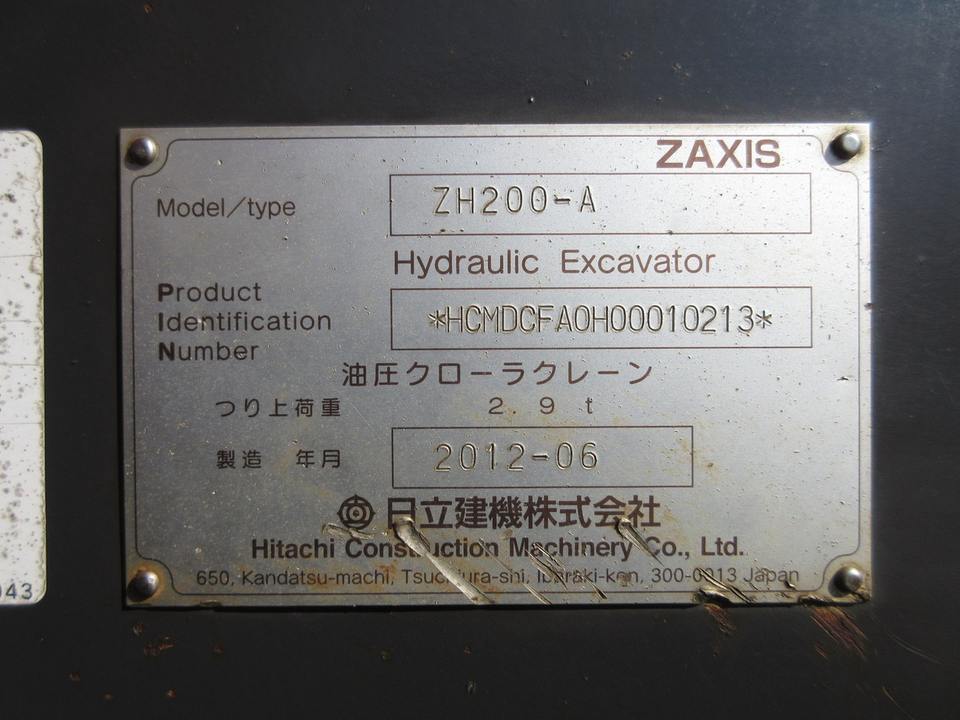 ZAXIS
Model/type ZH200-A
Hydraulic Excavator
Product
Identification *HCMDCFA0H00010213*
Number
油圧クローラクレーン
つり上荷重 2.9t
製造 年月 2012-06
日立建機株式会社
Hitachi Construction Machinery Co., Ltd.
650, Kandatsu-machi, Tsuchiura-shi, Ibaraki-ken, 300-0013 Japan
043